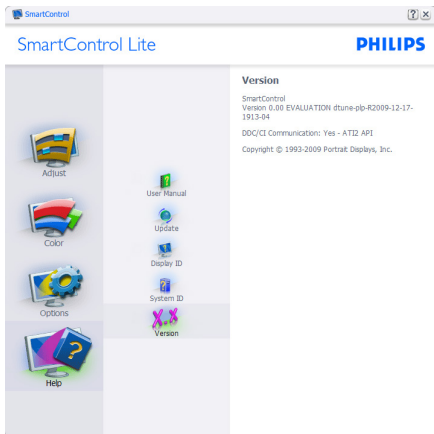 SmartControl
SmartControl Lite
PHILIPS
Adjust
Color
Options
Help
User Manual
Update
Display ID
System ID
X.X
Version
Version
SmartControl
Version 0.00 EVALUATION dtune-plp-R2009-12-17-
1913-04
DDC/CI Communication: Yes - ATI2 API
Copyright © 1993-2009 Portrait Displays, Inc.